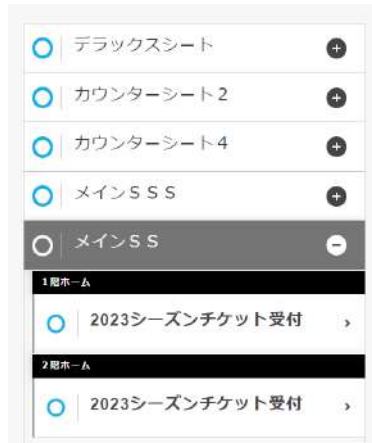 デラックスシート
カウンターシート2
カウンターシート4
メインSSS
メインSS
1階ホーム
2023シーズンチケット受付
2階ホーム
2023シーズンチケット受付